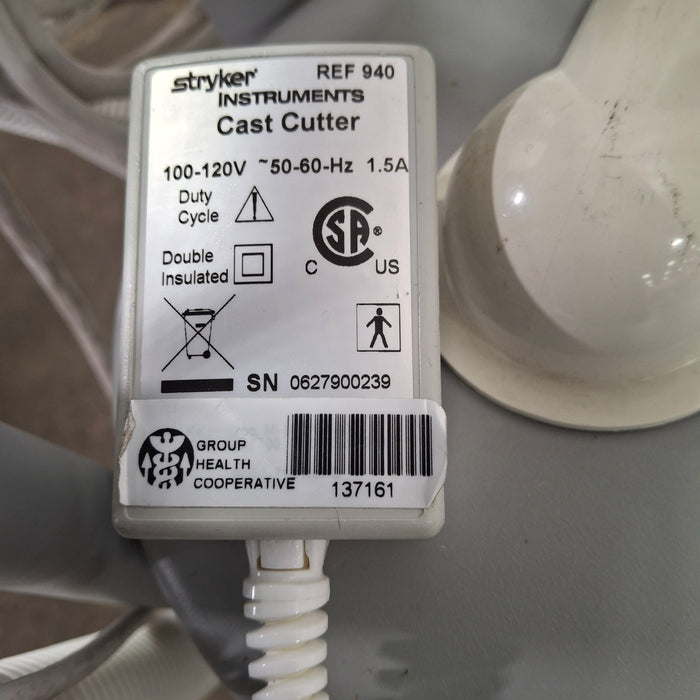 stryker REF 940
INSTRUMENTS
Cast Cutter
100-120V ~50-60-Hz 1.5A
Duty
Cycle
CSA®
C US
Double
Insulated
SN 0627900239
GROUP
HEALTH
COOPERATIVE
137161